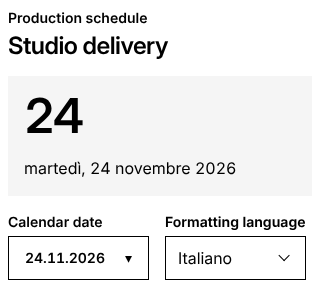 Production schedule
Studio delivery
24
martedì, 24 novembre 2026
Calendar date
Formatting language
24.11.2026
Italiano